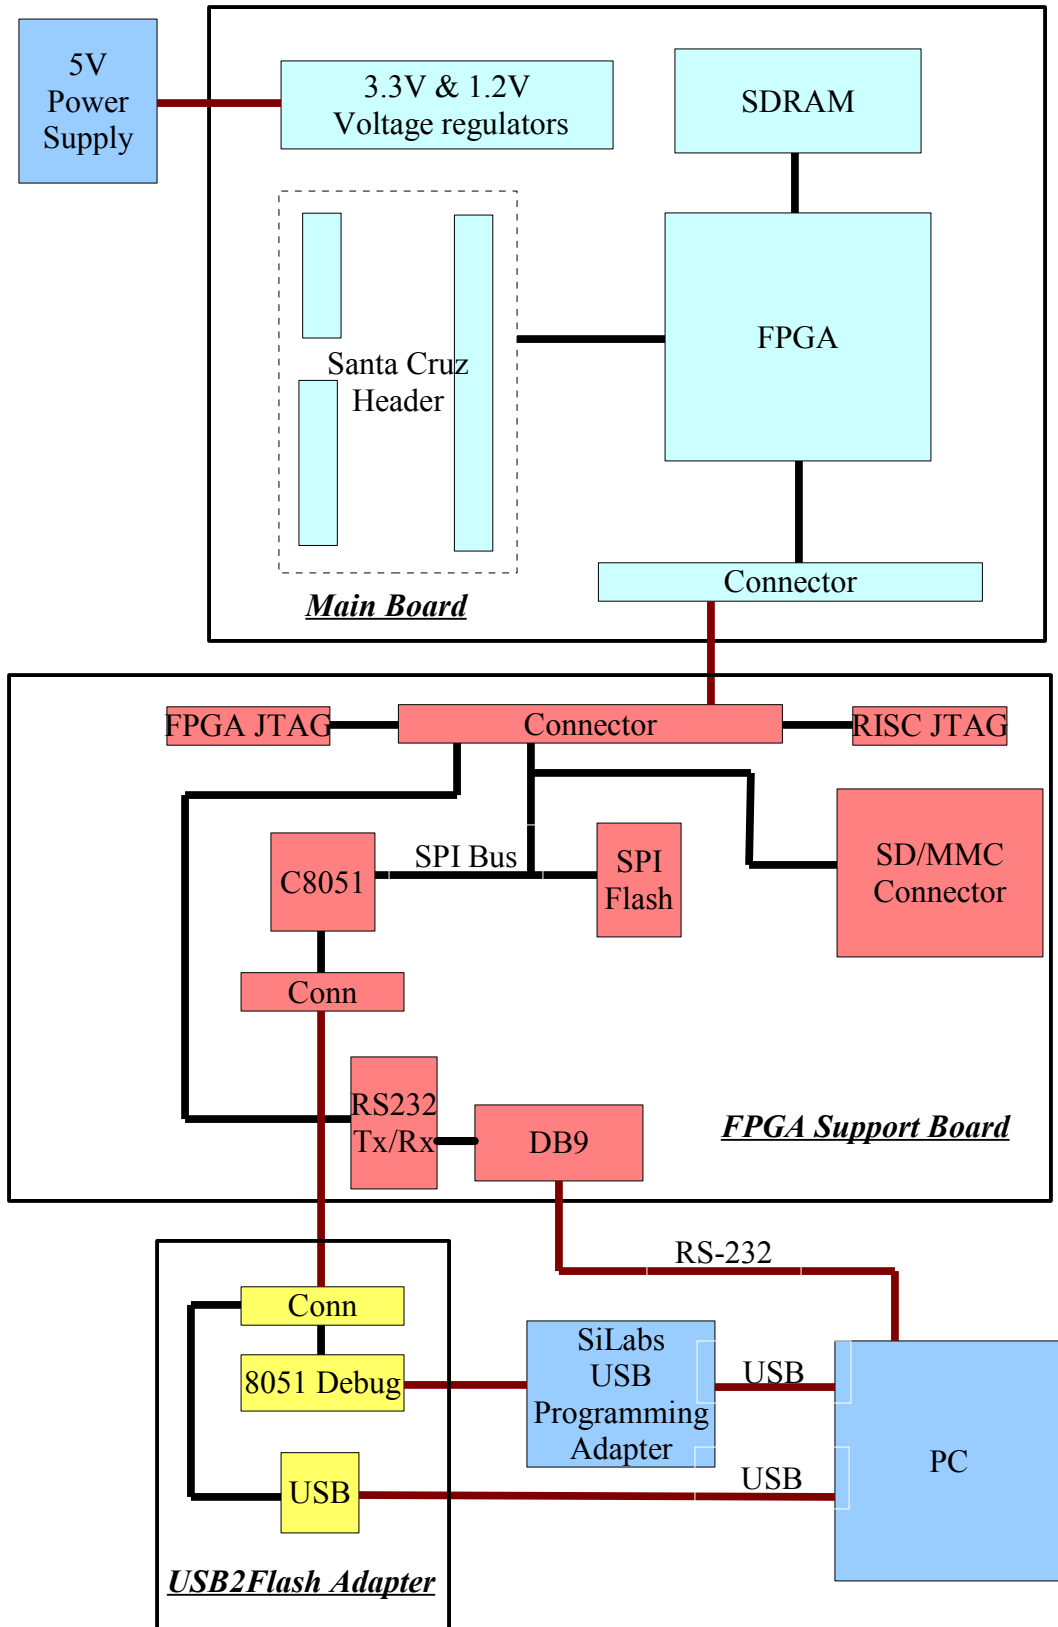 5V
Power
Supply
3.3V & 1.2V
Voltage regulators
SDRAM
FPGA
Santa Cruz
Header
Connector
Main Board
FPGA JTAG
Connector
RISC JTAG
C8051
SPI Bus
SPI
Flash
SD/MMC
Connector
Conn
RS232
Tx/Rx
DB9
FPGA Support Board
RS-232
Conn
8051 Debug
SiLabs
USB
Programming
Adapter
USB
PC
USB
USB
USB2Flash Adapter